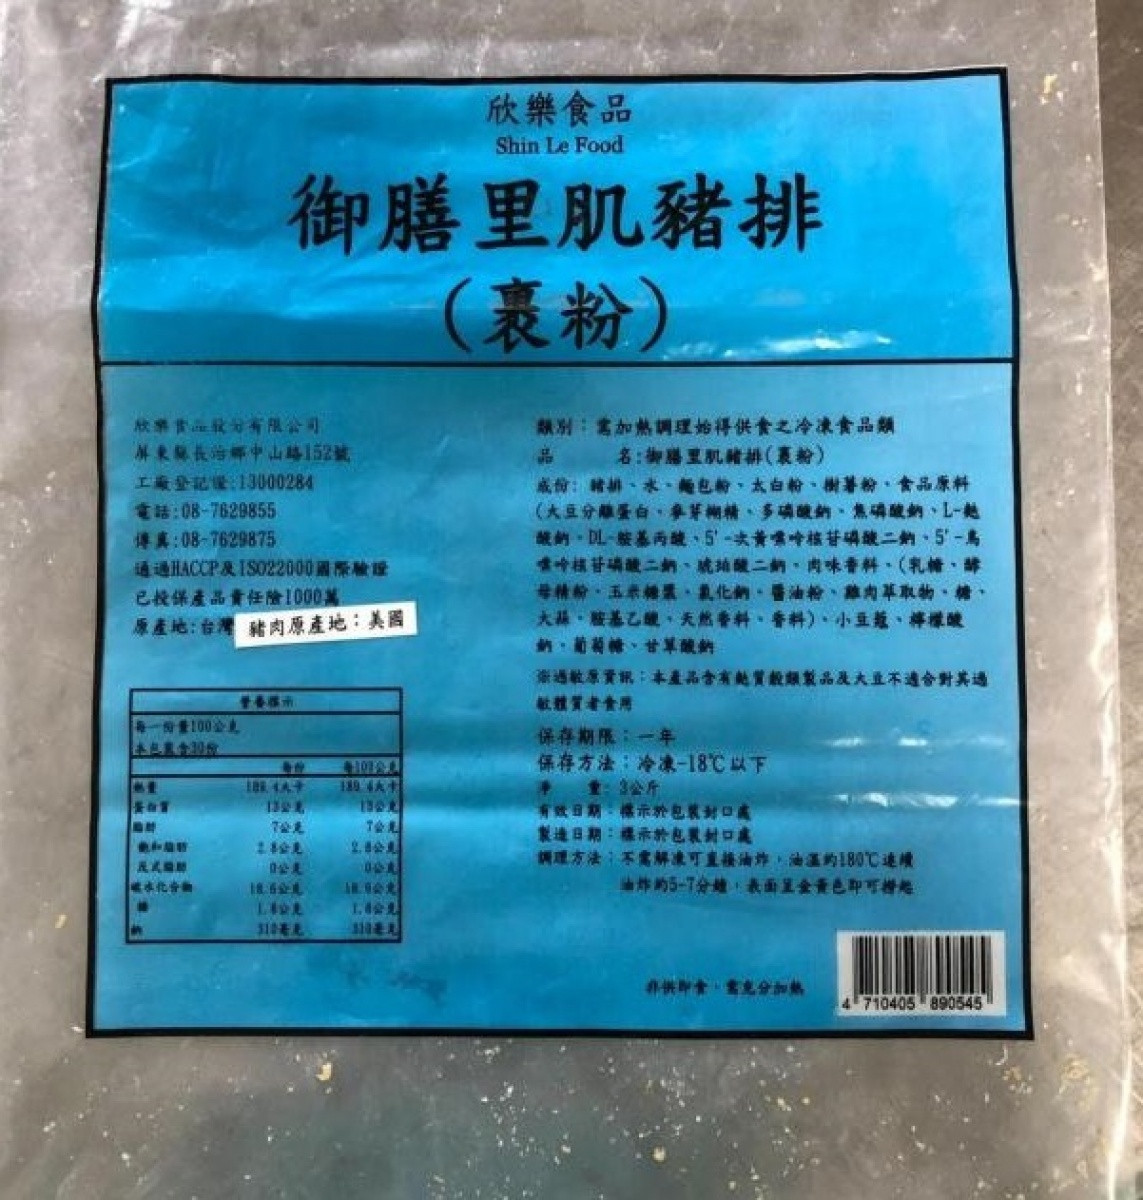 欣樂食品
Shin Le Food
御膳里肌豬排
(裹粉)
欣樂食品股分有限公司
屏東縣長治鄉中山路152號
工廠登記證:13000284
電話:08-7629855
傳真:08-7629875
通過HACCP及ISO22000國際驗證
已投保產品責任險1000萬
原產地:台灣 豬肉原產地：美國
營養標示
每一份量100公克
本包裝含30份
每份 每100公克
熱量 189.4大卡 189.4大卡
蛋白質 13公克 13公克
脂肪 7公克 7公克
飽和脂肪 2.8公克 2.8公克
反式脂肪 0公克 0公克
碳水化合物 18.6公克 18.6公克
糖 1.8公克 1.8公克
鈉 310毫克 310毫克
類別：需加熱調理始得供食之冷凍食品類
品 名:御膳里肌豬排(裹粉)
成份: 豬排、水、麵包粉、太白粉、樹薯粉、食品原料
(大豆分離蛋白、麥芽糊精、多磷酸鈉、焦磷酸鈉、L-麩
酸鈉、DL-胺基丙酸、5'-次黃嘌呤核苷磷酸二鈉、5'-鳥
嘌呤核苷磷酸二鈉、琥珀酸二鈉、肉味香料、(乳糖、酵
母精粉、玉米糖漿、氯化鈉、醬油粉、雞肉萃取物、糖、
大蒜、胺基乙酸、天然香料、香料)、小豆蔻、檸檬酸
鈉、葡萄糖、甘草酸鈉
※過敏原資訊：本產品含有麩質穀類製品及大豆不適合對其過
敏體質者食用
保存期限：一年
保存方法：冷凍-18℃以下
淨 重: 3公斤
有效日期：標示於包裝封口處
製造日期：標示於包裝封口處
調理方法：不需解凍可直接油炸，油溫約180℃連續
油炸約5-7分鐘，表面呈金黃色即可撈起
非供即食，需充分加熱
4 710405 890545